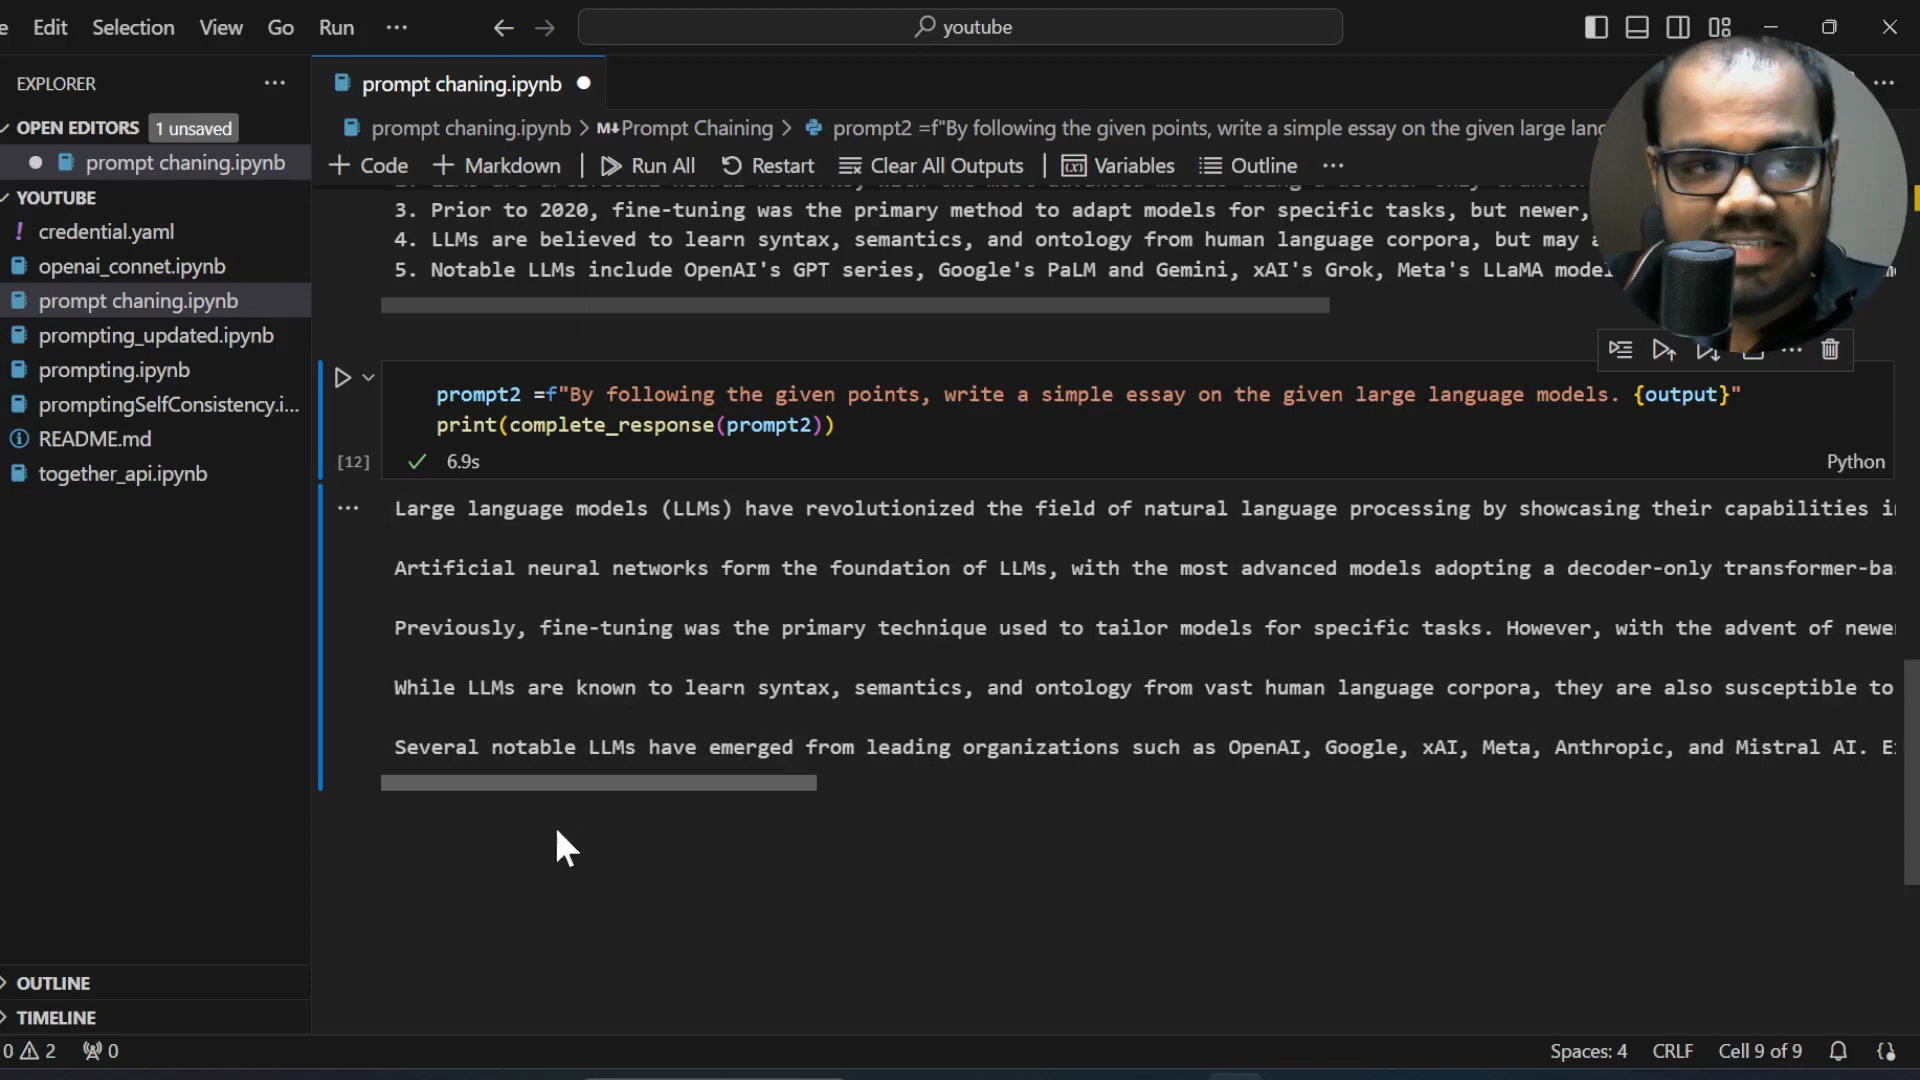 Edit Selection View Go Run ... youtube
EXPLORER ...
OPEN EDITORS 1 unsaved
prompt chaning.ipynb
YOUTUBE
credential.yaml
openai_connet.ipynb
prompt chaning.ipynb
prompting_updated.ipynb
prompting.ipynb
promptingSelfConsistency.i...
README.md
together_api.ipynb
OUTLINE
TIMELINE
prompt chaning.ipynb
prompt chaning.ipynb > M↓Prompt Chaining > prompt2 =f"By following the given points, write a simple essay on the given large
+ Code + Markdown | Run All Restart Clear All Outputs | Variables Outline ...
3. Prior to 2020, fine-tuning was the primary method to adapt models for specific tasks, but newer,
4. LLMs are believed to learn syntax, semantics, and ontology from human language corpora, but may
5. Notable LLMs include OpenAI's GPT series, Google's PaLM and Gemini, xAI's Grok, Meta's LLaMA
prompt2 =f"By following the given points, write a simple essay on the given large language models. {output}"
print(complete_response(prompt2))
[12] 6.9s Python
... Large language models (LLMs) have revolutionized the field of natural language processing by showcasing their capabilities
Artificial neural networks form the foundation of LLMs, with the most advanced models adopting a decoder-only transformer-ba
Previously, fine-tuning was the primary technique used to tailor models for specific tasks. However, with the advent of newe
While LLMs are known to learn syntax, semantics, and ontology from vast human language corpora, they are also susceptible to
Several notable LLMs have emerged from leading organizations such as OpenAI, Google, xAI, Meta, Anthropic, and Mistral AI.
0 2 0 Spaces: 4 CRLF Cell 9 of 9